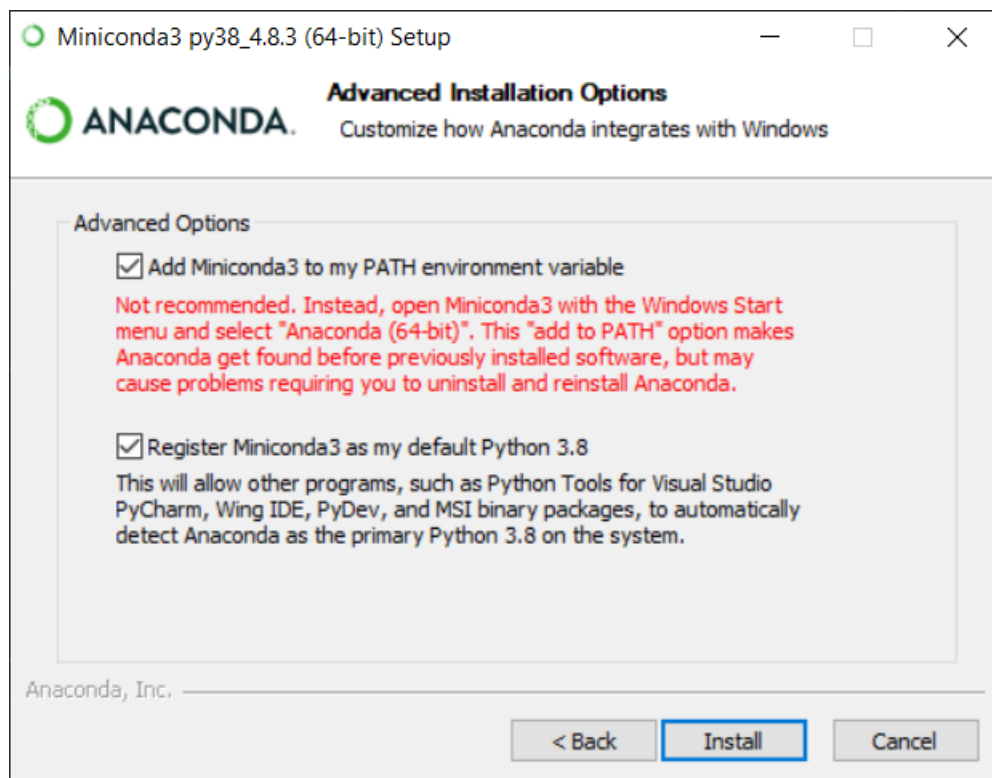 Miniconda3 py38_4.8.3 (64-bit) Setup
ANACONDA.
Advanced Installation Options
Customize how Anaconda integrates with Windows
Advanced Options
Add Miniconda3 to my PATH environment variable
Not recommended. Instead, open Miniconda3 with the Windows Start
menu and select "Anaconda (64-bit)". This "add to PATH" option makes
Anaconda get found before previously installed software, but may
cause problems requiring you to uninstall and reinstall Anaconda.
Register Miniconda3 as my default Python 3.8
This will allow other programs, such as Python Tools for Visual Studio
PyCharm, Wing IDE, PyDev, and MSI binary packages, to automatically
detect Anaconda as the primary Python 3.8 on the system.
Anaconda, Inc.
< Back
Install
Cancel